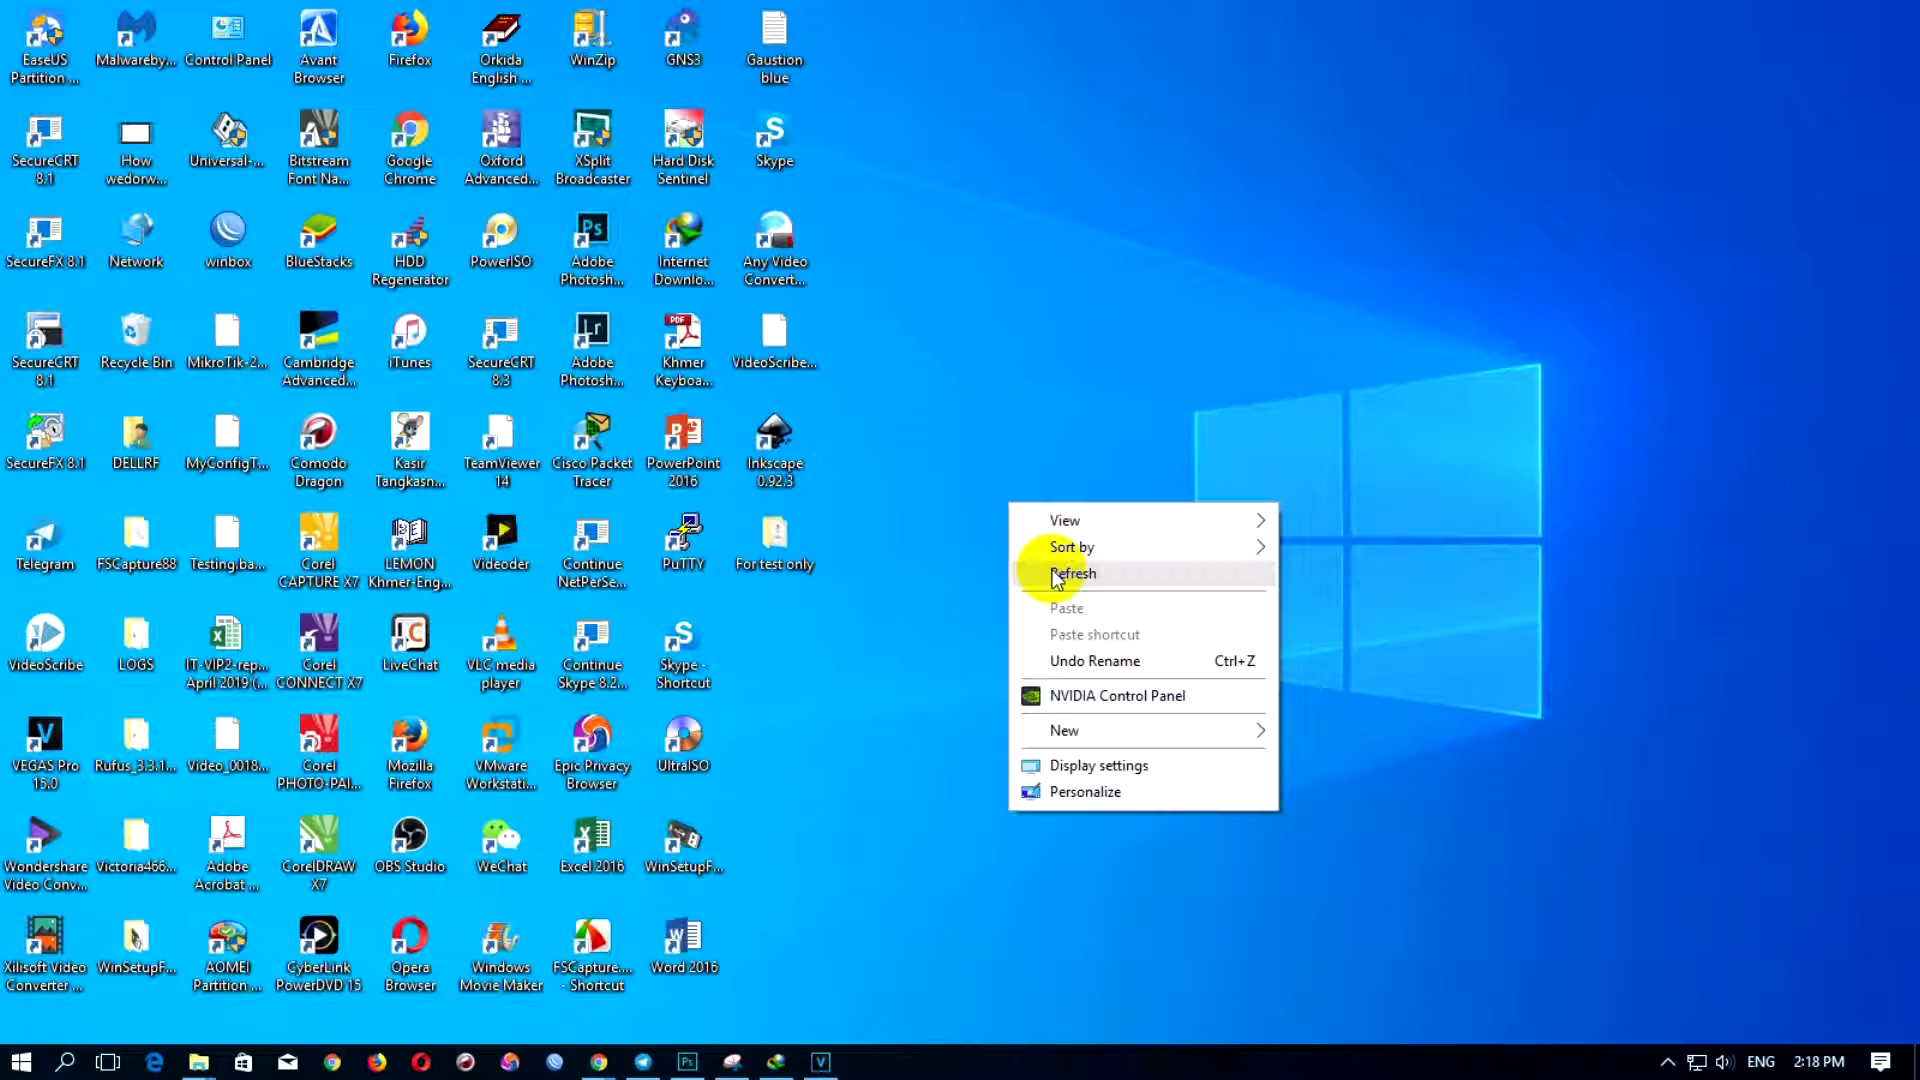 EaseUS
Partition ...
Malwareby...
Control Panel
Avant
Browser
Firefox
Orkida
English ...
WinZip
GNS3
Gaustion
blue
SecureCRT
8.1
How
wedorw...
Universal-...
Bitstream
Font Na...
Google
Chrome
Oxford
Advanced...
XSplit
Broadcaster
Hard Disk
Sentinel
Skype
SecureFX 8.1
Network
winbox
BlueStacks
HDD
Regenerator
PowerISO
Adobe
Photosh...
Internet
Downlo...
Any Video
Convert...
SecureCRT
8.1
Recycle Bin
MikroTik-2...
Cambridge
Advanced...
iTunes
SecureCRT
8.3
Adobe
Photosh...
Khmer
Keyboa...
VideoScribe...
SecureFX 8.1
DELLRF
MyConfigT...
Comodo
Dragon
Kasir
Tangkasn...
TeamViewer
14
Cisco Packet
Tracer
PowerPoint
2016
Inkscape
0.92.3
Telegram
FSCapture88
Testing.ba...
Corel
CAPTURE X7
LEMON
Khmer-Eng...
Videoder
Continue
NetPerSe...
PuTTY
For test only
VideoScribe
LOGS
IT-VIP2-rep...
April 2019 (...
Corel
CONNECT X7
LiveChat
VLC media
player
Continue
Skype 8.2...
Skype -
Shortcut
VEGAS Pro
15.0
Rufus_3.3.1...
Video_0018...
Corel
PHOTO-PAI...
Mozilla
Firefox
VMware
Workstati...
Epic Privacy
Browser
UltraISO
Wondershare
Video Conv...
Victoria466...
Adobe
Acrobat ...
CorelDRAW
X7
OBS Studio
WeChat
Excel 2016
WinSetupF...
Xilisoft Video
Converter ...
WinSetupF...
AOMEI
Partition ...
CyberLink
PowerDVD 15
Opera
Browser
Windows
Movie Maker
FSCapture....
- Shortcut
Word 2016
View
Sort by
Refresh
Paste
Paste shortcut
Undo Rename Ctrl+Z
NVIDIA Control Panel
New
Display settings
Personalize
ENG
2:18 PM